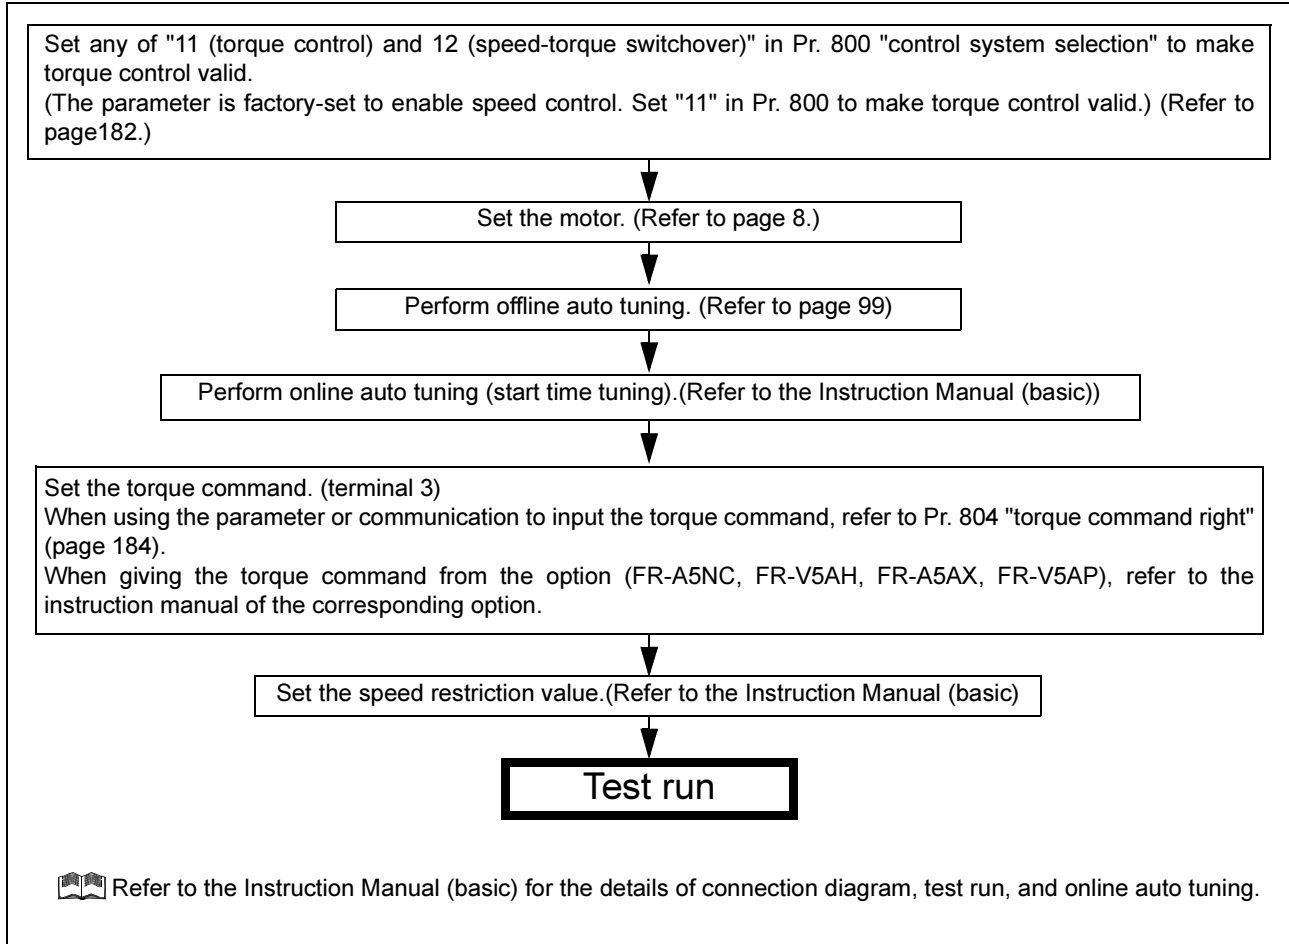 Set any of "11 (torque control) and 12 (speed-torque switchover)" in Pr. 800 "control system selection" to make
torque control valid.
(The parameter is factory-set to enable speed control. Set "11" in Pr. 800 to make torque control valid.) (Refer to
page182.)
Set the motor. (Refer to page 8.)
Perform offline auto tuning. (Refer to page 99)
Perform online auto tuning (start time tuning).(Refer to the Instruction Manual (basic))
Set the torque command. (terminal 3)
When using the parameter or communication to input the torque command, refer to Pr. 804 "torque command right"
(page 184).
When giving the torque command from the option (FR-A5NC, FR-V5AH, FR-A5AX, FR-V5AP), refer to the
instruction manual of the corresponding option.
Set the speed restriction value.(Refer to the Instruction Manual (basic)
Test run
Refer to the Instruction Manual (basic) for the details of connection diagram, test run, and online auto tuning.